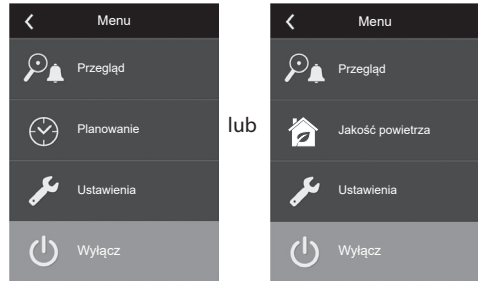 Menu
Przegląd
Planowanie
Ustawienia
Wyłącz
lub
Menu
Przegląd
Jakość powietrza
Ustawienia
Wyłącz